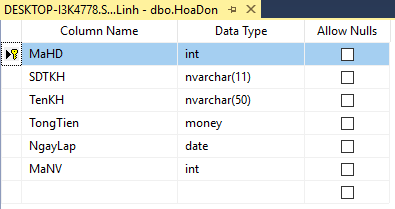 DESKTOP-I3K4778.S...Linh - dbo.HoaDon
Column Name Data Type Allow Nulls
MaHD int
SDTKH nvarchar(11)
TenKH nvarchar(50)
TongTien money
NgayLap date
MaNV int